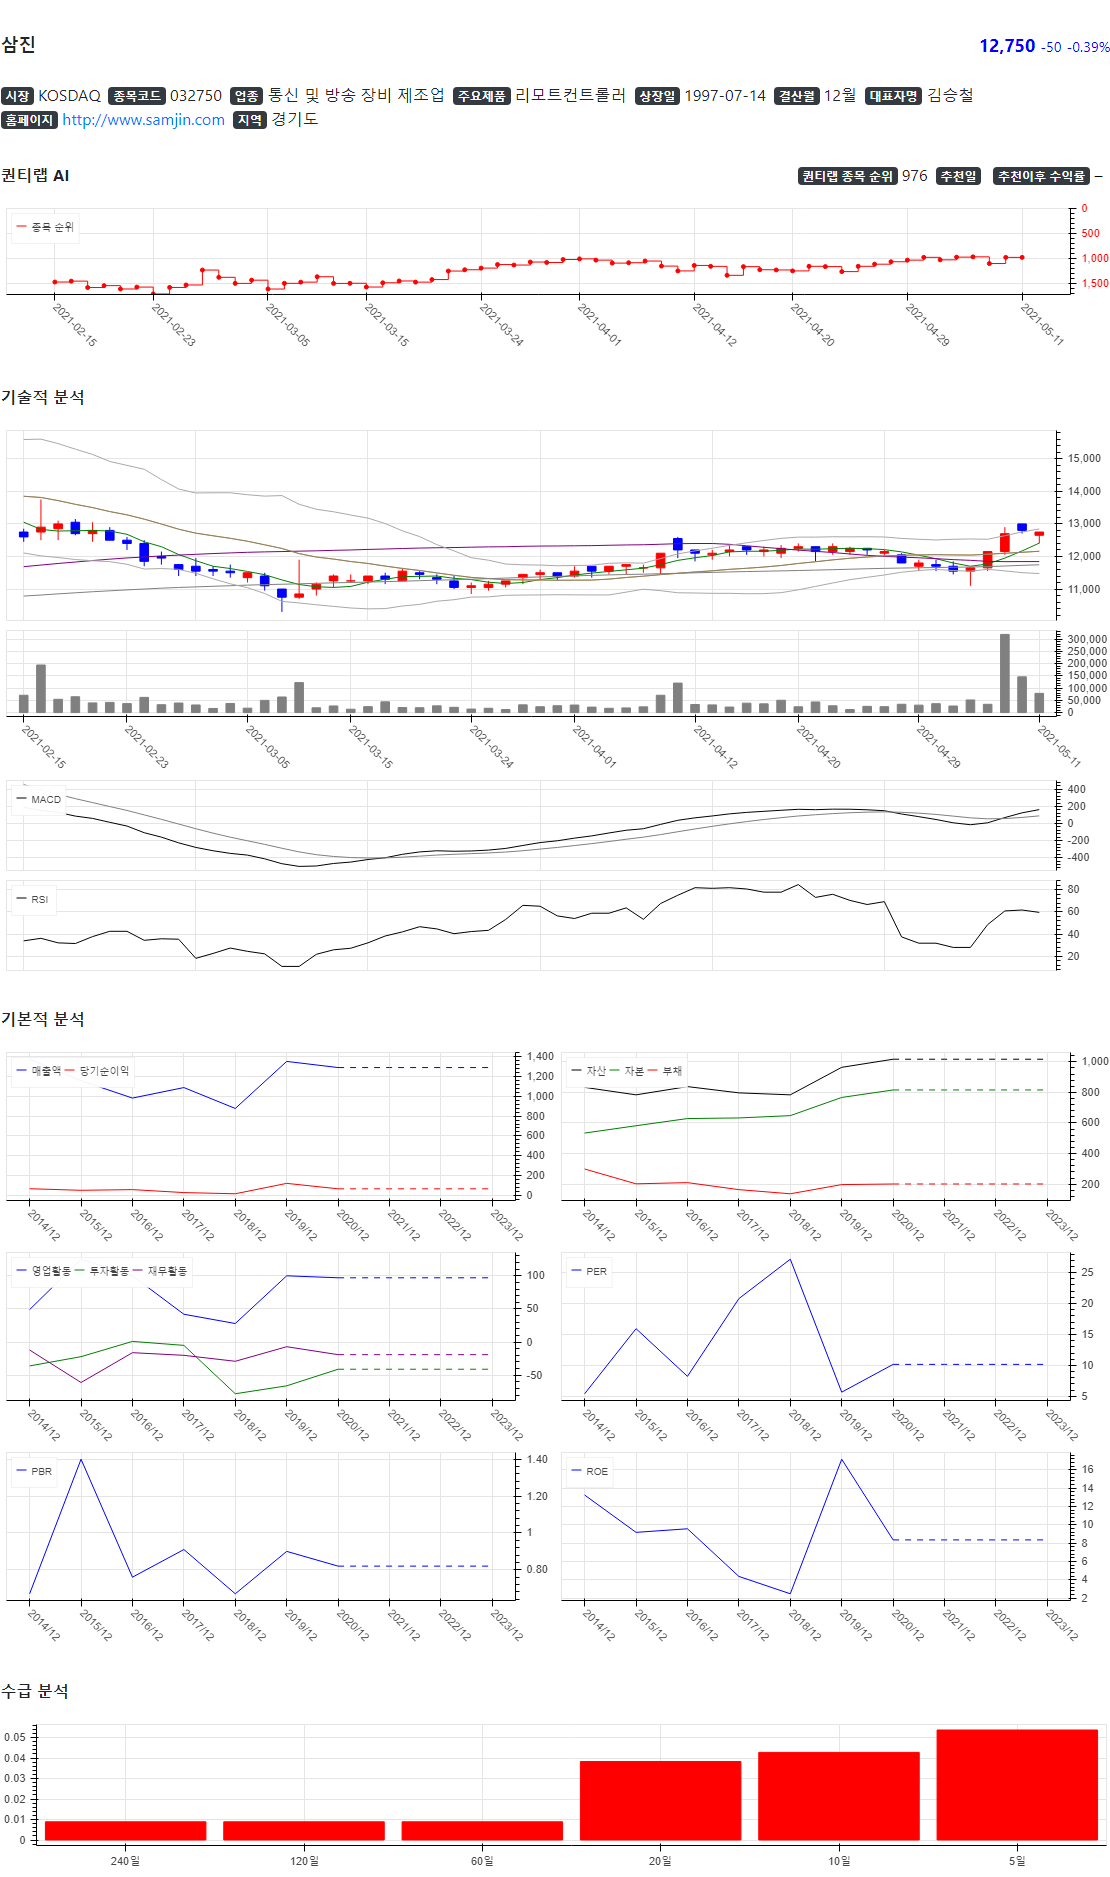 삼진
12,750 -50 -0.39%
시장 KOSDAQ 종목코드 032750 업종 통신 및 방송 장비 제조업 주요제품 리모트컨트롤러 상장일 1997-07-14 결산월 12월 대표자명 김승철
홈페이지 http://www.samjin.com 지역 경기도
퀀티랩 AI
퀀티랩 종목 순위 976 추천일 추천이후 수익률 –
종목 순위
0
500
1,000
1,500
2021-02-15 2021-02-23 2021-03-05 2021-03-15 2021-03-24 2021-04-01 2021-04-12 2021-04-20 2021-04-29 2021-05-11
기술적 분석
15,000
14,000
13,000
12,000
11,000
300,000
250,000
200,000
150,000
100,000
50,000
0
2021-02-15 2021-02-23 2021-03-05 2021-03-15 2021-03-24 2021-04-01 2021-04-12 2021-04-20 2021-04-29 2021-05-11
MACD
400
200
0
-200
-400
RSI
80
60
40
20
기본적 분석
매출액 당기순이익
1,400
1,200
1,000
800
600
400
200
0
2014/12 2015/12 2016/12 2017/12 2018/12 2019/12 2020/12 2021/12 2022/12 2023/12
자산 자본 부채
1,000
800
600
400
200
2014/12 2015/12 2016/12 2017/12 2018/12 2019/12 2020/12 2021/12 2022/12 2023/12
영업활동 투자활동 재무활동
100
50
0
-50
2014/12 2015/12 2016/12 2017/12 2018/12 2019/12 2020/12 2021/12 2022/12 2023/12
PER
25
20
15
10
5
2014/12 2015/12 2016/12 2017/12 2018/12 2019/12 2020/12 2021/12 2022/12 2023/12
PBR
1.40
1.20
1
0.80
2014/12 2015/12 2016/12 2017/12 2018/12 2019/12 2020/12 2021/12 2022/12 2023/12
ROE
16
14
12
10
8
6
4
2
2014/12 2015/12 2016/12 2017/12 2018/12 2019/12 2020/12 2021/12 2022/12 2023/12
수급 분석
0.05
0.04
0.03
0.02
0.01
0
240일 120일 60일 20일 10일 5일